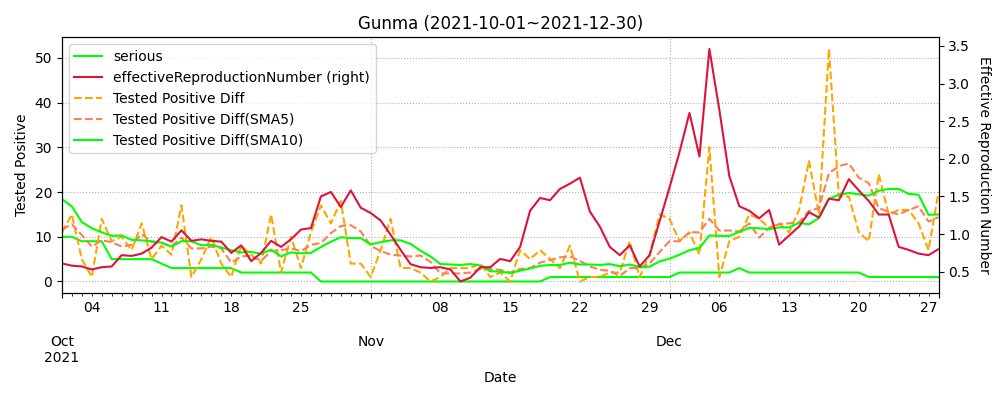 Gunma (2021-10-01~2021-12-30)
serious
effectiveReproductionNumber (right)
Tested Positive Diff
Tested Positive Diff(SMA5)
Tested Positive Diff(SMA10)
Tested Positive
50
40
30
20
10
0
3.5
3.0
2.5
2.0
1.5
1.0
0.5
Effective Reproduction Number
04 11 18 25 08 15 22 29 06 13 20 27
Oct Nov Dec
2021
Date